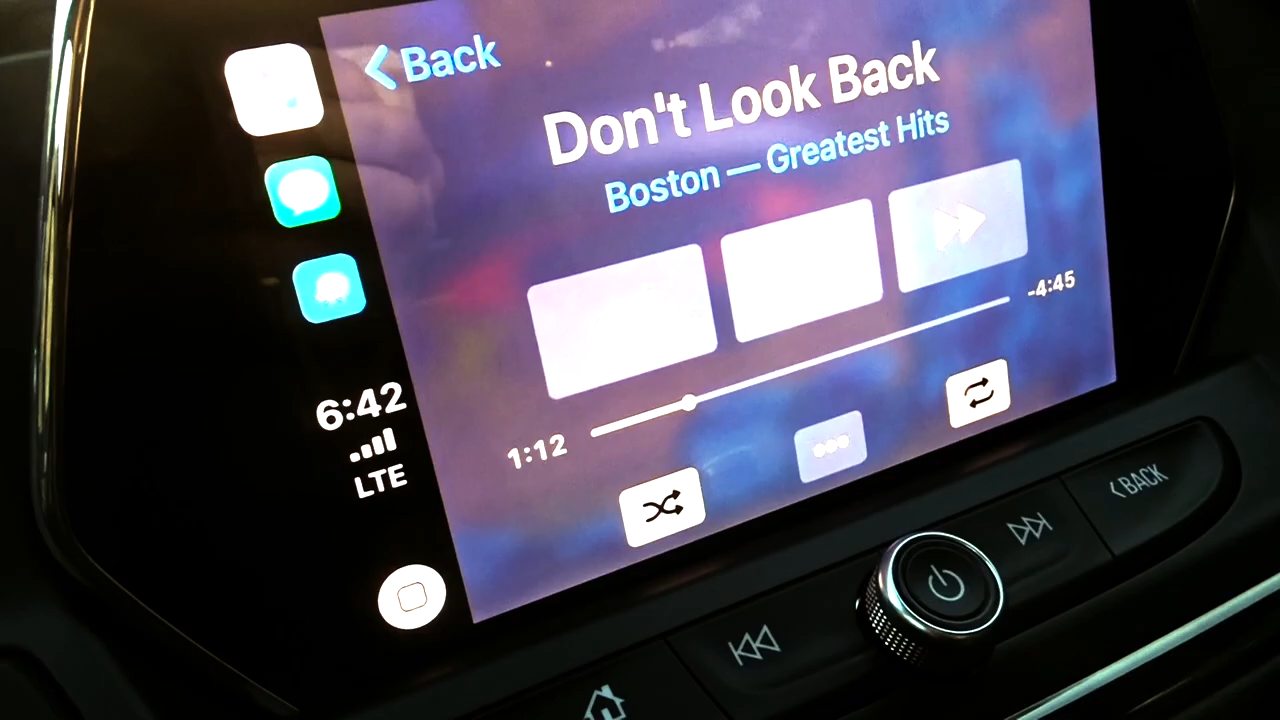 Back
Don't Look Back
Boston — Greatest Hits
-4:45
1:12
6:42
LTE
BACK